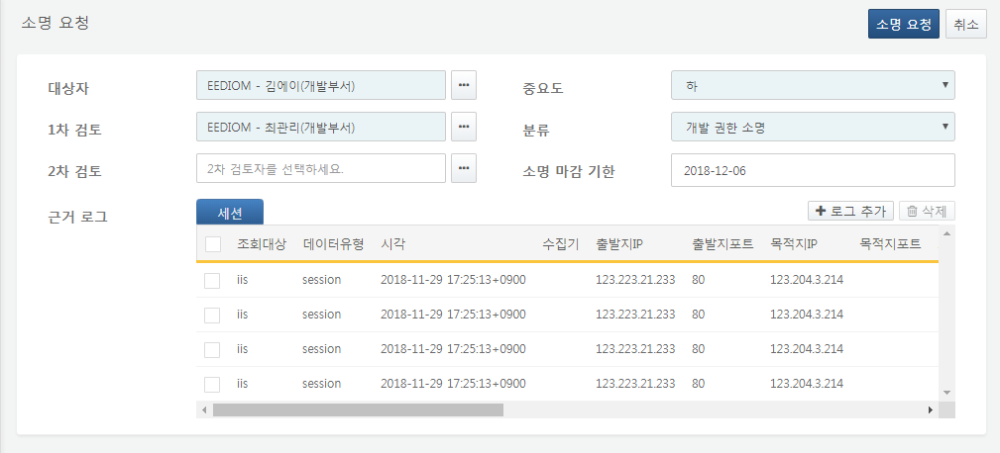 소명 요청 소명 요청 취소
대상자 EEDIOM - 김에이(개발부서) ••• 중요도 하
1차 검토 EEDIOM - 최관리(개발부서) ••• 분류 개발 권한 소명
2차 검토 2차 검토자를 선택하세요. ••• 소명 마감 기한 2018-12-06
근거 로그 세션 로그 추가 삭제
조회대상 데이터유형 시각 수집기 출발지IP 출발지포트 목적지IP 목적지포트
iis session 2018-11-29 17:25:13+0900 123.223.21.233 80 123.204.3.214
iis session 2018-11-29 17:25:13+0900 123.223.21.233 80 123.204.3.214
iis session 2018-11-29 17:25:13+0900 123.223.21.233 80 123.204.3.214
iis session 2018-11-29 17:25:13+0900 123.223.21.233 80 123.204.3.214